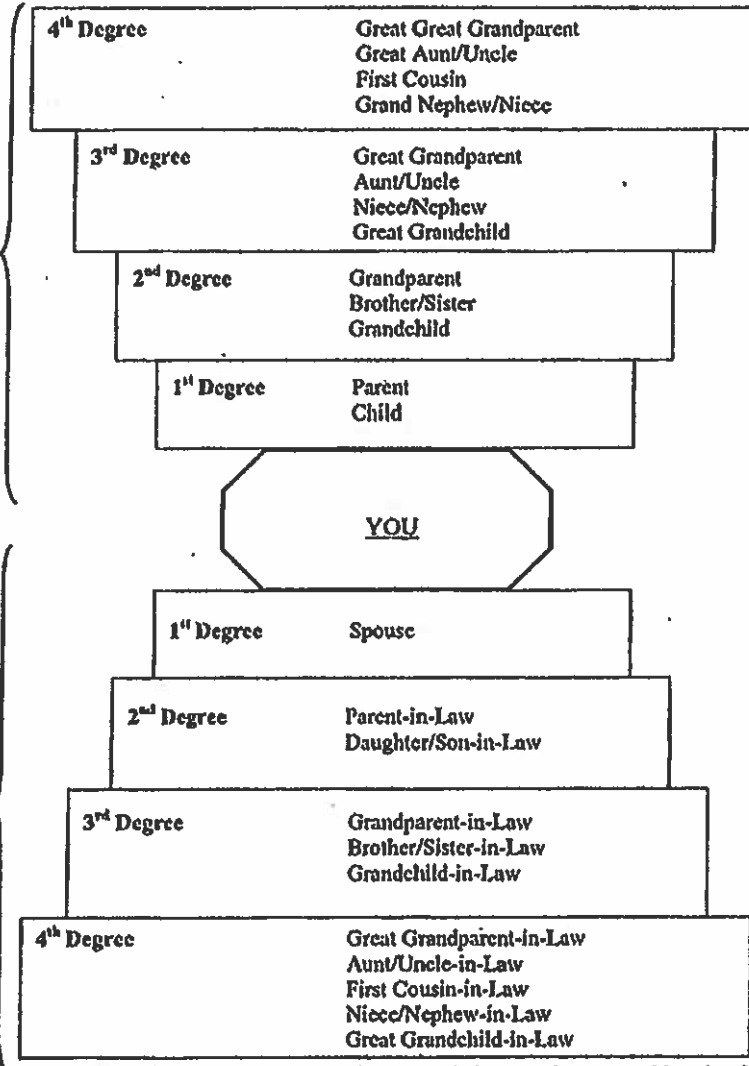 4th Degree Great Great Grandparent
Great Aunt/Uncle
First Cousin
Grand Nephew/Niece
3rd Degree Great Grandparent
Aunt/Uncle
Niece/Nephew
Great Grandchild
2nd Degree Grandparent
Brother/Sister
Grandchild
1st Degree Parent
Child
YOU
1st Degree Spouse
2nd Degree Parent-in-Law
Daughter/Son-in-Law
3rd Degree Grandparent-in-Law
Brother/Sister-in-Law
Grandchild-in-Law
4th Degree Great Grandparent-in-Law
Aunt/Uncle-in-Law
First Cousin-in-Law
Niece/Nephew-in-Law
Great Grandchild-in-Law